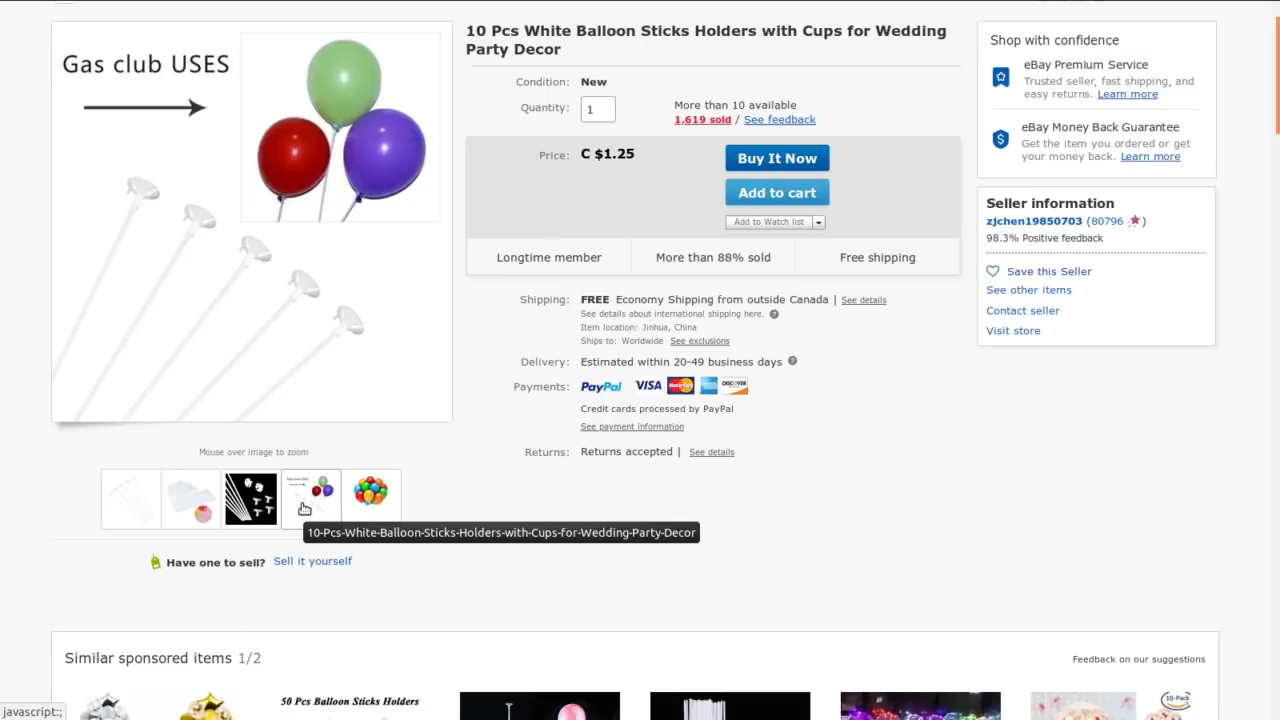 Gas club USES
10 Pcs White Balloon Sticks Holders with Cups for Wedding
Party Decor
Condition: New
Quantity: 1
More than 10 available
1,619 sold / See feedback
Price: C $1.25
Buy It Now
Add to cart
Add to Watch list
Longtime member
More than 88% sold
Free shipping
Shipping: FREE Economy Shipping from outside Canada | See details
See details about international shipping here. ?
Item location: Jinhua, China
Ships to: Worldwide See exclusions
Delivery: Estimated within 20-49 business days ?
Payments: PayPal VISA MasterCard DISCOVER
Credit cards processed by PayPal
See payment information
Returns: Returns accepted | See details
Shop with confidence
eBay Premium Service
Trusted seller, fast shipping, and
easy returns. Learn more
eBay Money Back Guarantee
Get the item you ordered or get
your money back. Learn more
Seller information
zjchen19850703 (80796)
98.3% Positive feedback
Save this Seller
See other items
Contact seller
Visit store
Mouse over image to zoom
Gas club USES
10-Pcs-White-Balloon-Sticks-Holders-with-Cups-for-Wedding-Party-Decor
Have one to sell? Sell it yourself
Similar sponsored items 1/2
Feedback on our suggestions
50 Pcs Balloon Sticks Holders
10-Pack
javascript:;